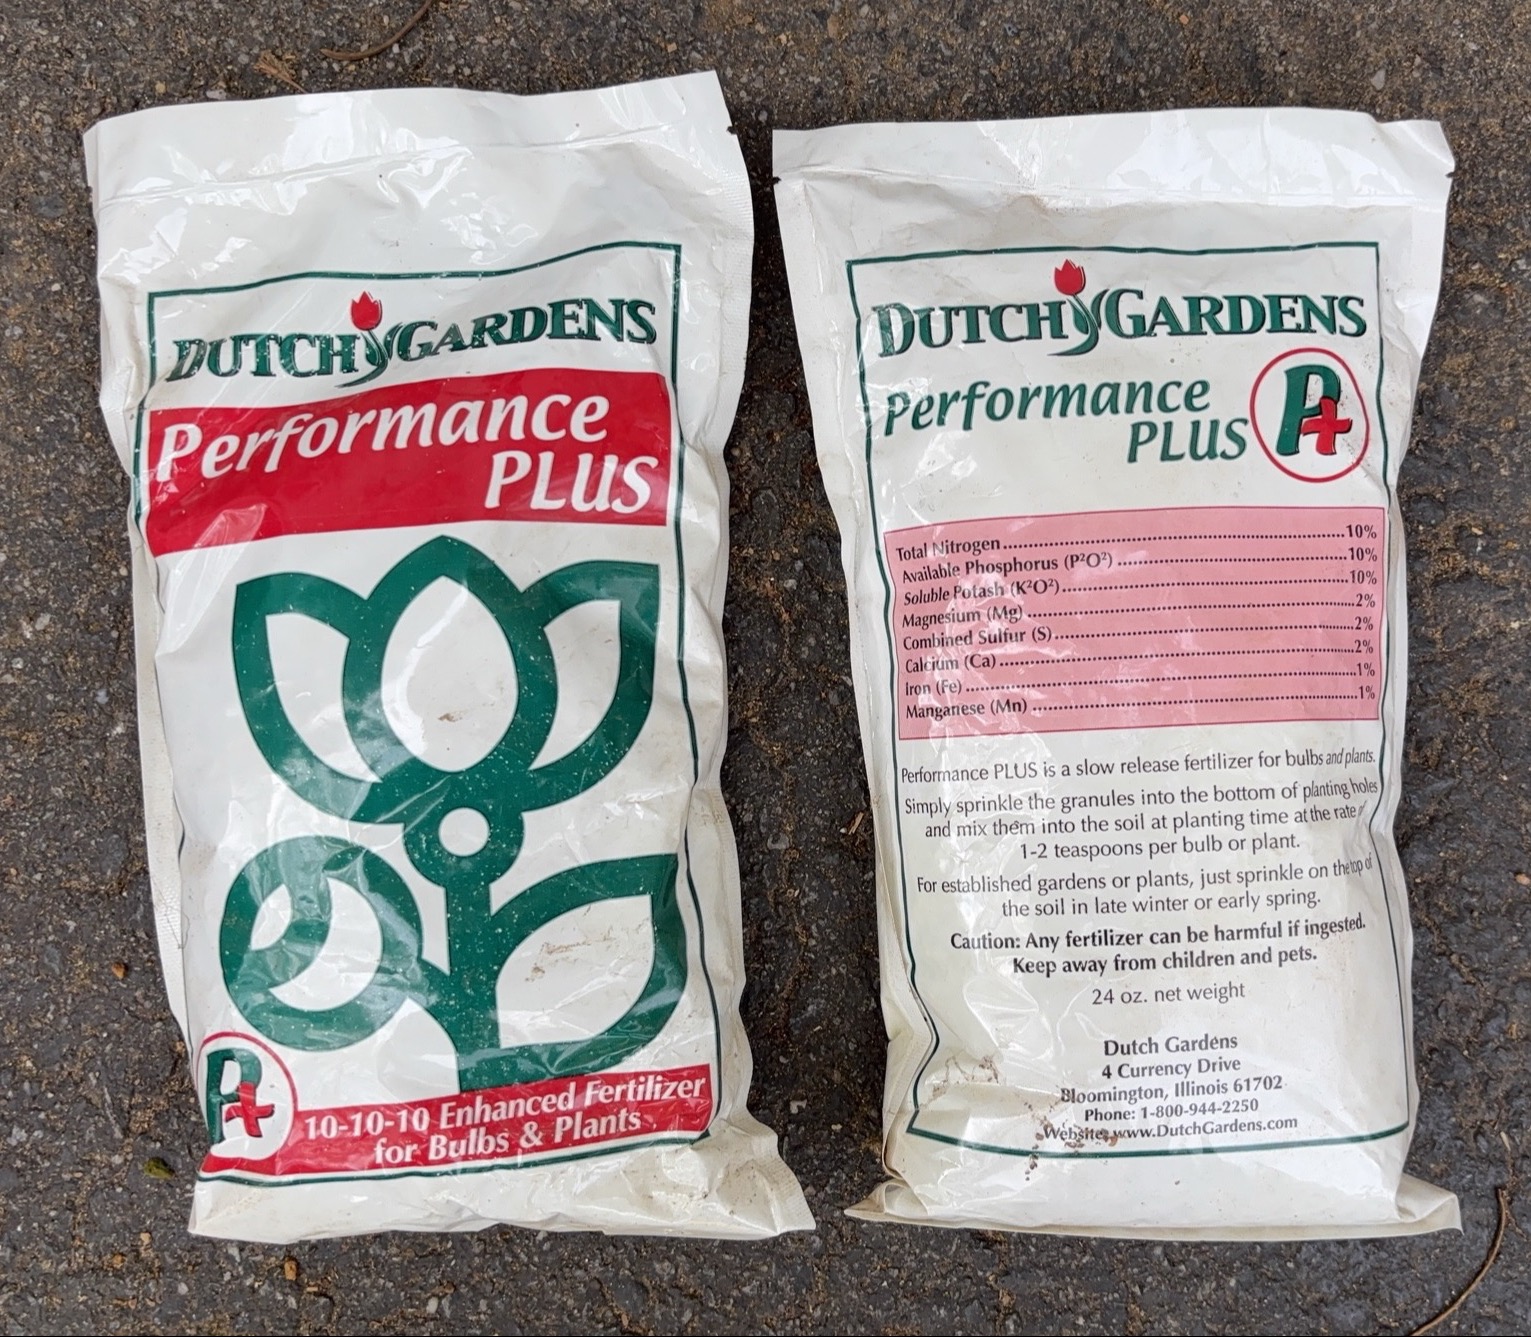 DUTCH GARDENS
Performance
PLUS
P+
10-10-10 Enhanced Fertilizer
for Bulbs & Plants
DUTCH GARDENS
Performance
PLUS
P+
Total Nitrogen 10%
Available Phosphorus (P²O²) 10%
Soluble Potash (K²O²) 10%
Magnesium (Mg) 2%
Combined Sulfur (S) 2%
Calcium (Ca) 2%
Iron (Fe) 1%
Manganese (Mn) 1%
Performance PLUS is a slow release fertilizer for bulbs and plants.
Simply sprinkle the granules into the bottom of planting holes
and mix them into the soil at planting time at the rate
1-2 teaspoons per bulb or plant.
For established gardens or plants, just sprinkle on the top of
the soil in late winter or early spring.
Caution: Any fertilizer can be harmful if ingested.
Keep away from children and pets.
24 oz. net weight
Dutch Gardens
4 Currency Drive
Bloomington, Illinois 61702
Phone: 1-800-944-2250
Website: www.DutchGardens.com